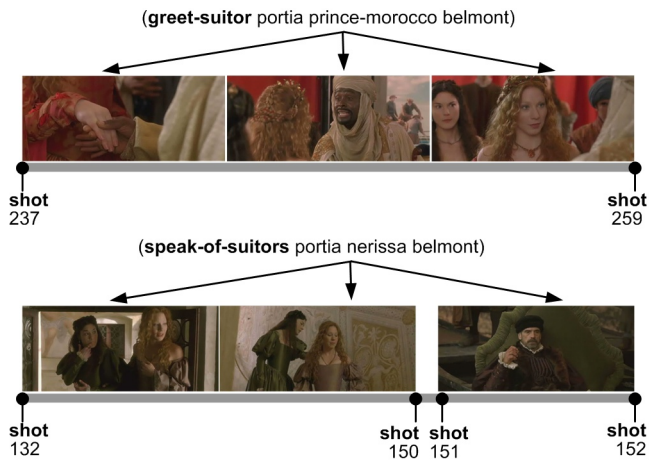 (greet-suitor portia prince-morocco belmont)
shot
237
shot
259
(speak-of-suitors portia nerissa belmont)
shot
132
shot
150
shot
151
shot
152